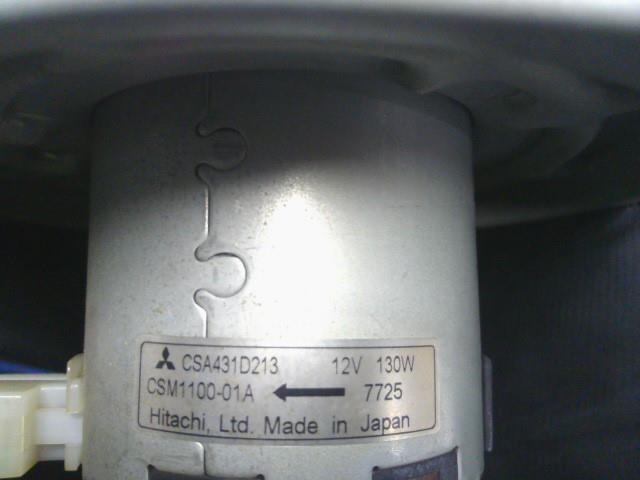 CSA431D213 12V 130W
CSM1100-01A 7725
Hitachi, Ltd. Made in Japan